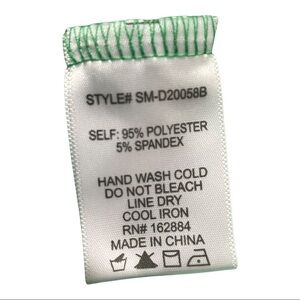 STYLE# SM-D20058B
SELF: 95% POLYESTER
5% SPANDEX
HAND WASH COLD
DO NOT BLEACH
LINE DRY
COOL IRON
RN# 162884
MADE IN CHINA